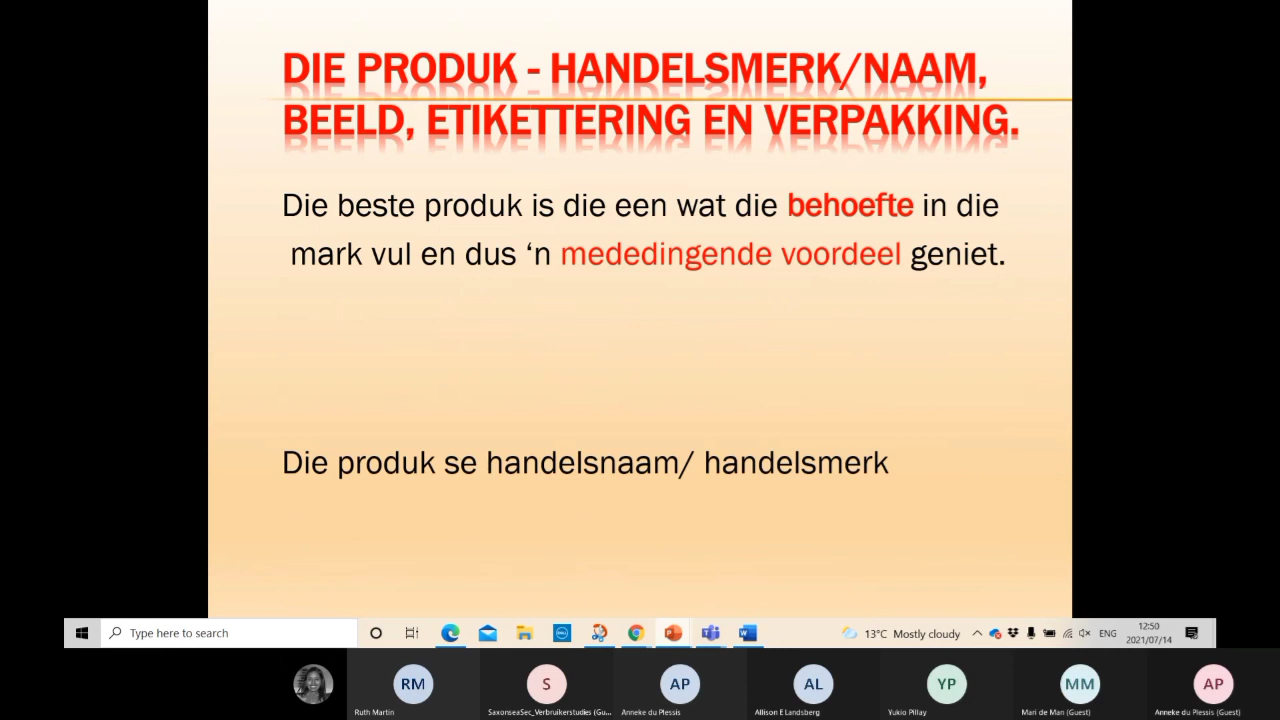 DIE PRODUK - HANDELSMERK/NAAM,
BEELD, ETIKETTERING EN VERPAKKING.
Die beste produk is die een wat die behoefte in die
mark vul en dus ‘n mededingende voordeel geniet.
Die produk se handelsnaam/ handelsmerk
Type here to search
13°C Mostly cloudy
ENG
12:50
2021/07/14
RM
S
AP
AL
YP
MM
AP
Ruth Martin
SaxonseaSec_Verbruikerstudies (Gu...
Anneke du Plessis
Allison E Landsberg
Yukio Pillay
Mari de Man (Guest)
Anneke du Plessis (Guest)